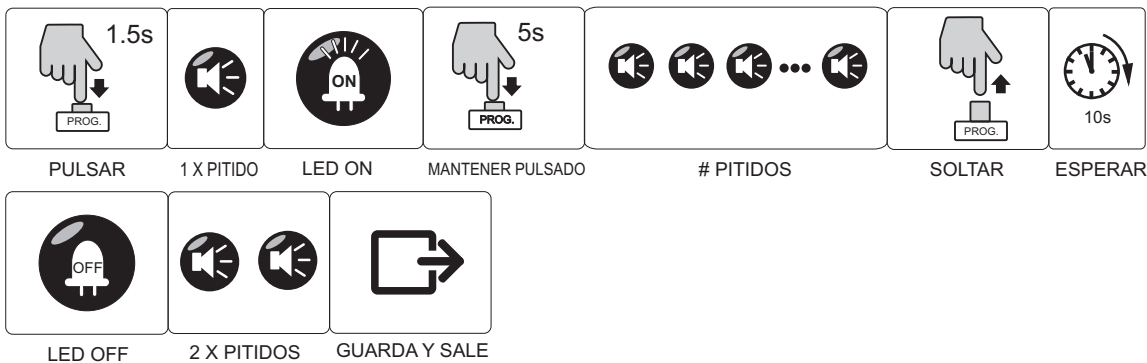 1.5s
PROG.
ON
5s
PROG.
PROG.
10s
PULSAR
1 X PITIDO
LED ON
MANTENER PULSADO
# PITIDOS
SOLTAR
ESPERAR
OFF
LED OFF
2 X PITIDOS
GUARDA Y SALE